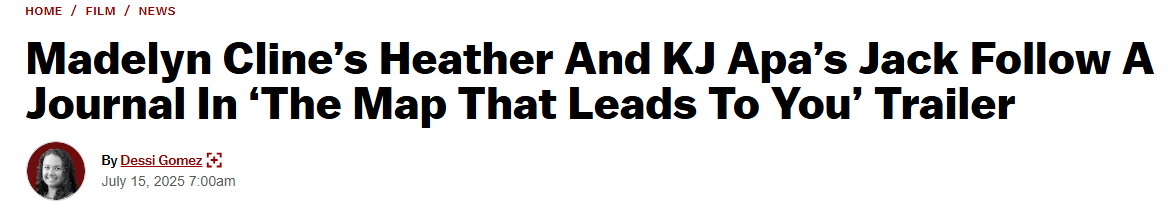 HOME / FILM / NEWS
Madelyn Cline’s Heather And KJ Apa’s Jack Follow A
Journal In ‘The Map That Leads To You’ Trailer
By Dessi Gomez
July 15, 2025 7:00am